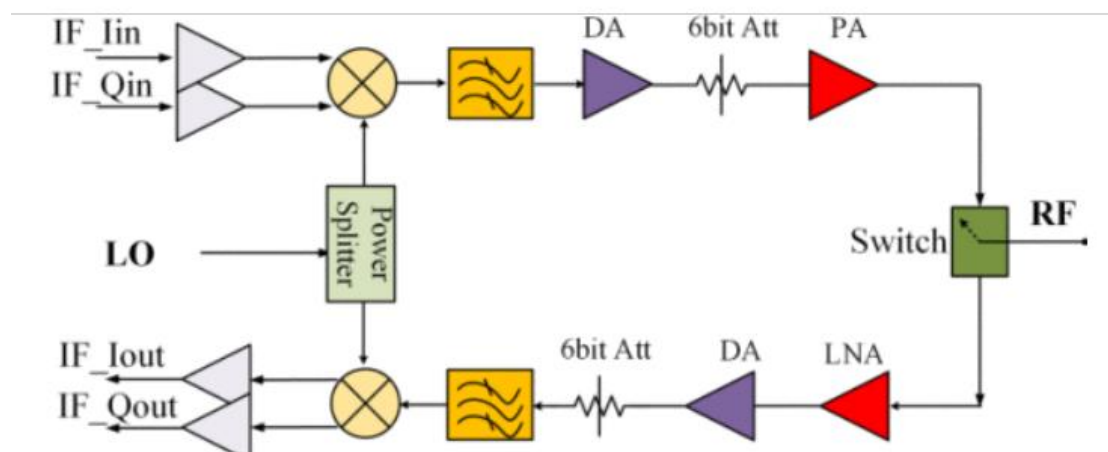 IF_Iin
IF_Qin
DA
6bit Att
PA
Power
Splitter
LO
Switch
RF
IF_Iout
IF_Qout
6bit Att
DA
LNA